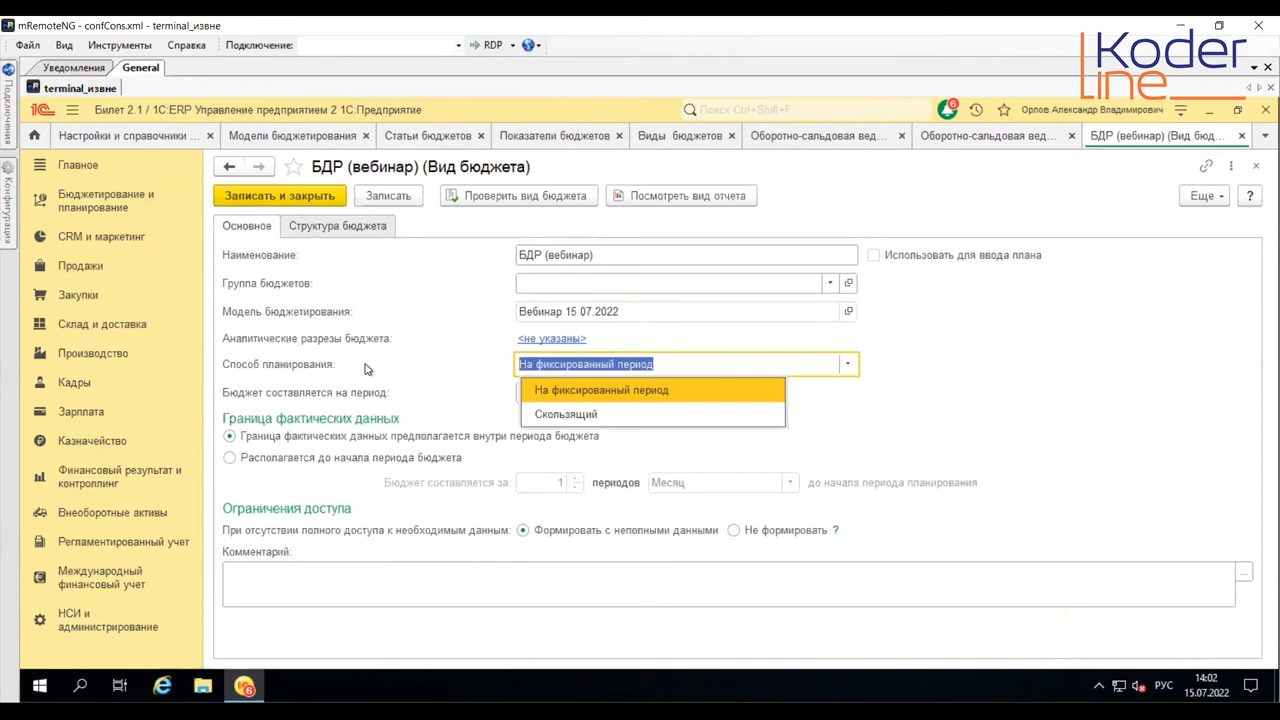 mRemoteNG - confCons.xml - terminal_извне
Файл Вид Инструменты Справка Подключение: RDP
Koder line
Уведомления General
terminal_извне
Подключения
Конфигурация
1С Билет 2.1 / 1С:ERP Управление предприятием 2 1С:Предприятие Поиск Ctrl+Shift+F 6 Орлов Александр Владимирович
Настройки и справочники ... Модели бюджетирования Статьи бюджетов Показатели бюджетов Виды бюджетов Оборотно-сальдовая вед... Оборотно-сальдовая вед... БДР (вебинар) (Вид бюд...
Главное
Бюджетирование и планирование
CRM и маркетинг
Продажи
Закупки
Склад и доставка
Производство
Кадры
Зарплата
Казначейство
Финансовый результат и контроллинг
Внеоборотные активы
Регламентированный учет
Международный финансовый учет
НСИ и администрирование
БДР (вебинар) (Вид бюджета)
Записать и закрыть Записать Проверить вид бюджета Посмотреть вид отчета Еще ?
Основное Структура бюджета
Наименование: БДР (вебинар) Использовать для ввода плана
Группа бюджетов:
Модель бюджетирования: Вебинар 15.07.2022
Аналитические разрезы бюджета: <не указаны>
Способ планирования: На фиксированный период
На фиксированный период
Скользящий
Бюджет составляется на период:
Граница фактических данных
Граница фактических данных предполагается внутри периода бюджета
Располагается до начала периода бюджета
Бюджет составляется за: 1 периодов Месяц до начала периода планирования
Ограничения доступа
При отсутствии полного доступа к необходимым данным: Формировать с неполными данными Не формировать ?
Комментарий:
...
6 РУС 14:02
15.07.2022